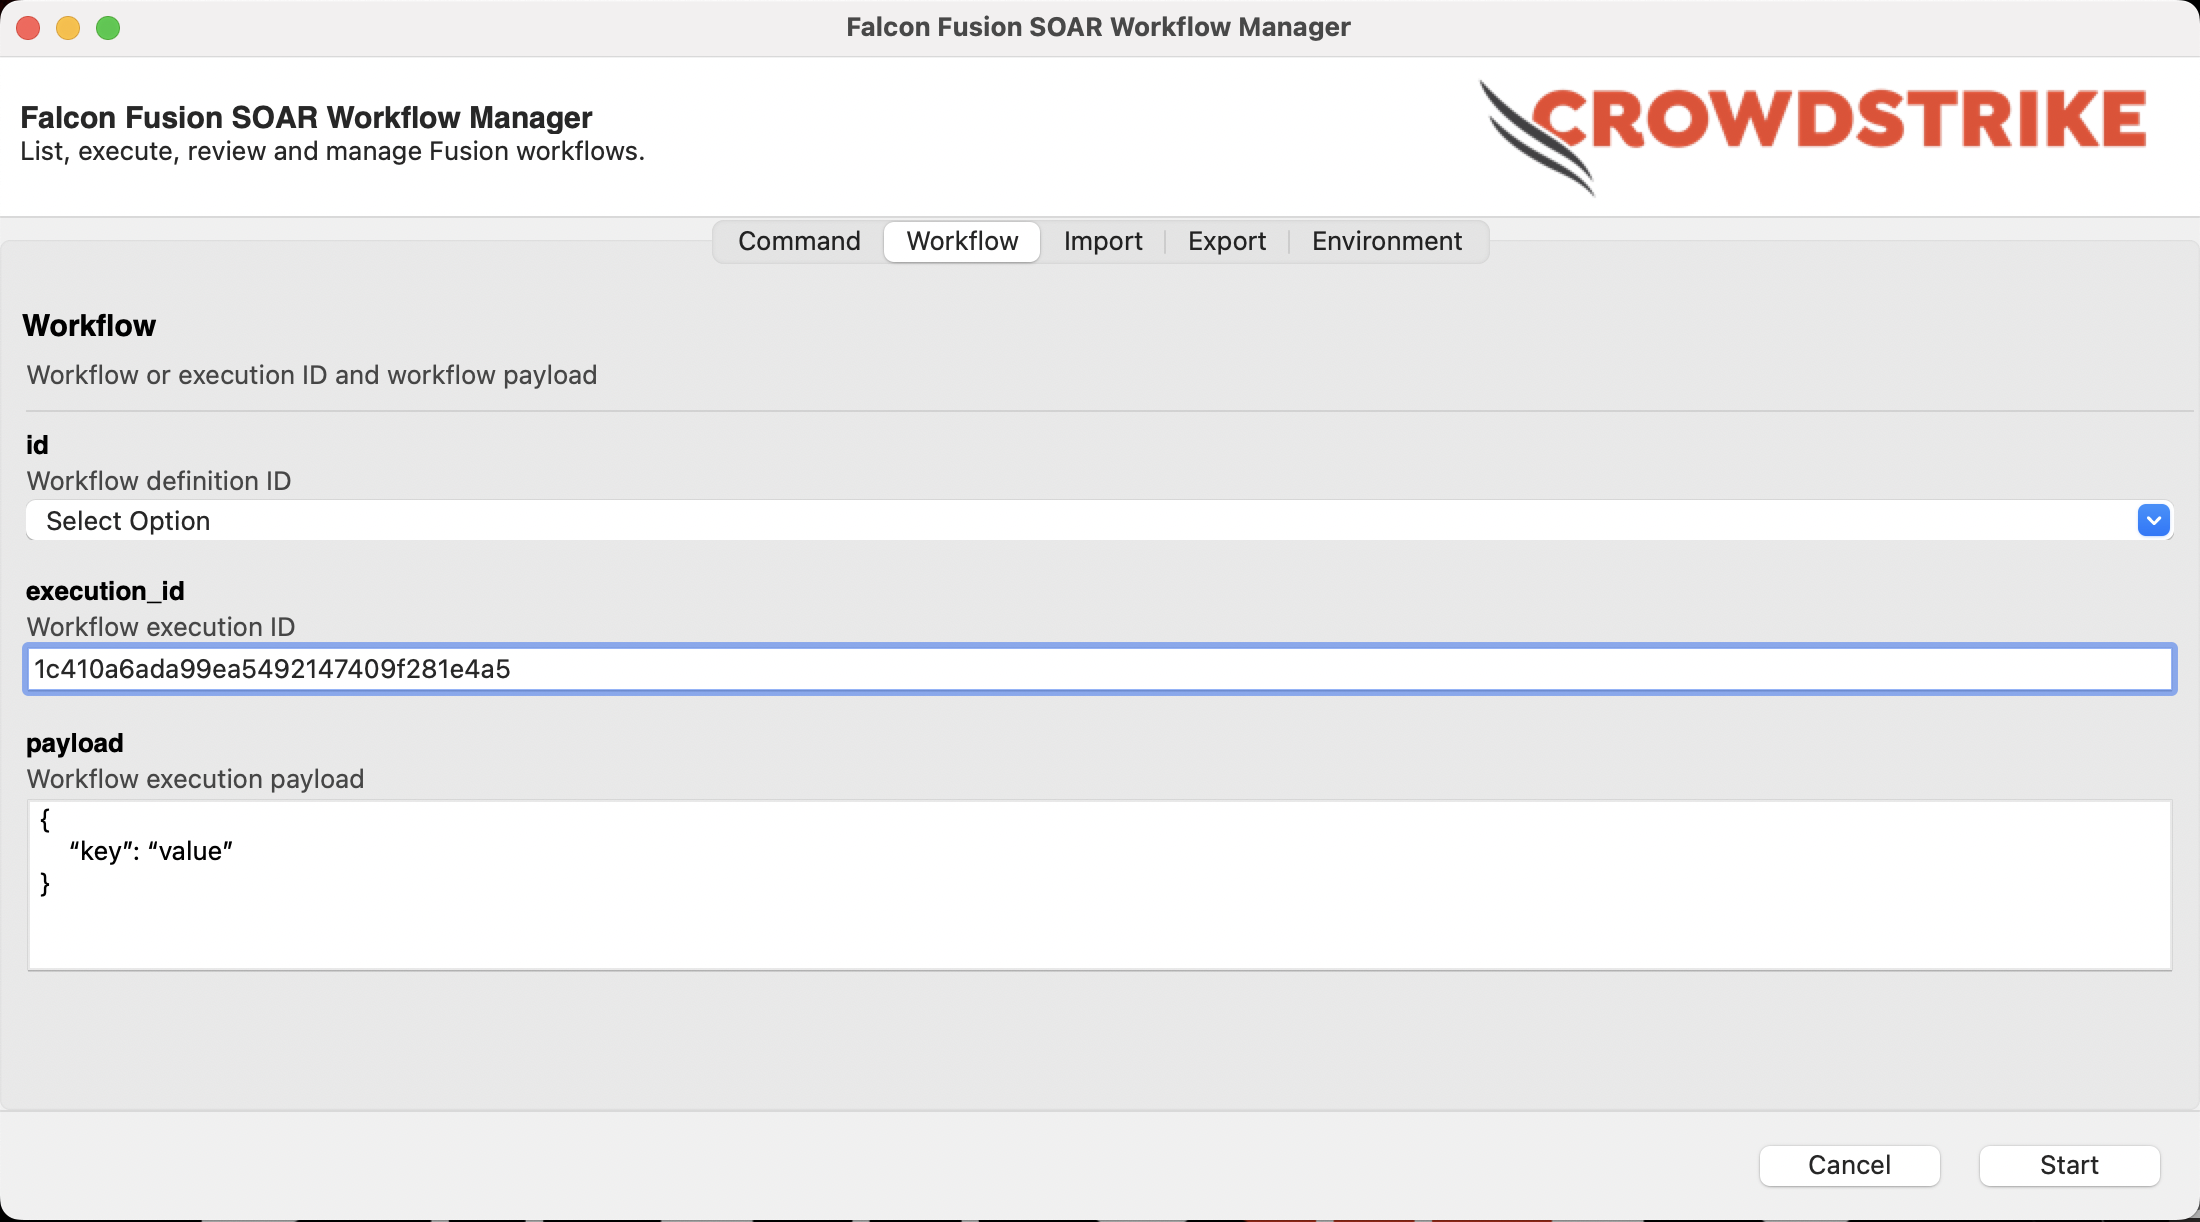 Falcon Fusion SOAR Workflow Manager
Falcon Fusion SOAR Workflow Manager
List, execute, review and manage Fusion workflows.
CROWDSTRIKE
Command Workflow Import Export Environment
Workflow
Workflow or execution ID and workflow payload
id
Workflow definition ID
Select Option
execution_id
Workflow execution ID
1c410a6ada99ea5492147409f281e4a5
payload
Workflow execution payload
{
“key”: “value”
}
Cancel Start